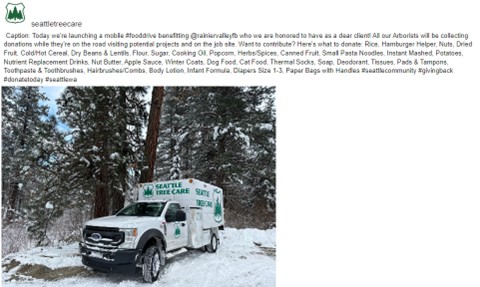 seattletreecare
Caption: Today we're launching a mobile #fooddrive benefitting @rainiervalleyfb who we are honored to have as a dear client! All our Arborists will be collecting
donations while they're on the road visiting potential projects and on the job site. Want to contribute? Here's what to donate: Rice, Hamburger Helper, Nuts, Dried
Fruit, Cold/Hot Cereal, Dry Beans & Lentils, Flour, Sugar, Cooking Oil, Popcorn, Herbs/Spices, Canned Fruit, Small Pasta Noodles, Instant Mashed, Potatoes,
Nutrient Replacement Drinks, Nut Butter, Apple Sauce, Winter Coats, Dog Food, Cat Food, Thermal Socks, Soap, Deodorant, Tissues, Pads & Tampons,
Toothpaste & Toothbrushes, Hairbrushes/Combs, Body Lotion, Infant Formula, Diapers Size 1-3, Paper Bags with Handles #seattlecommunity #givingback
#donatetoday #seattlewa
SEATTLE
TREE CARE
SEATTLE
TREE CARE